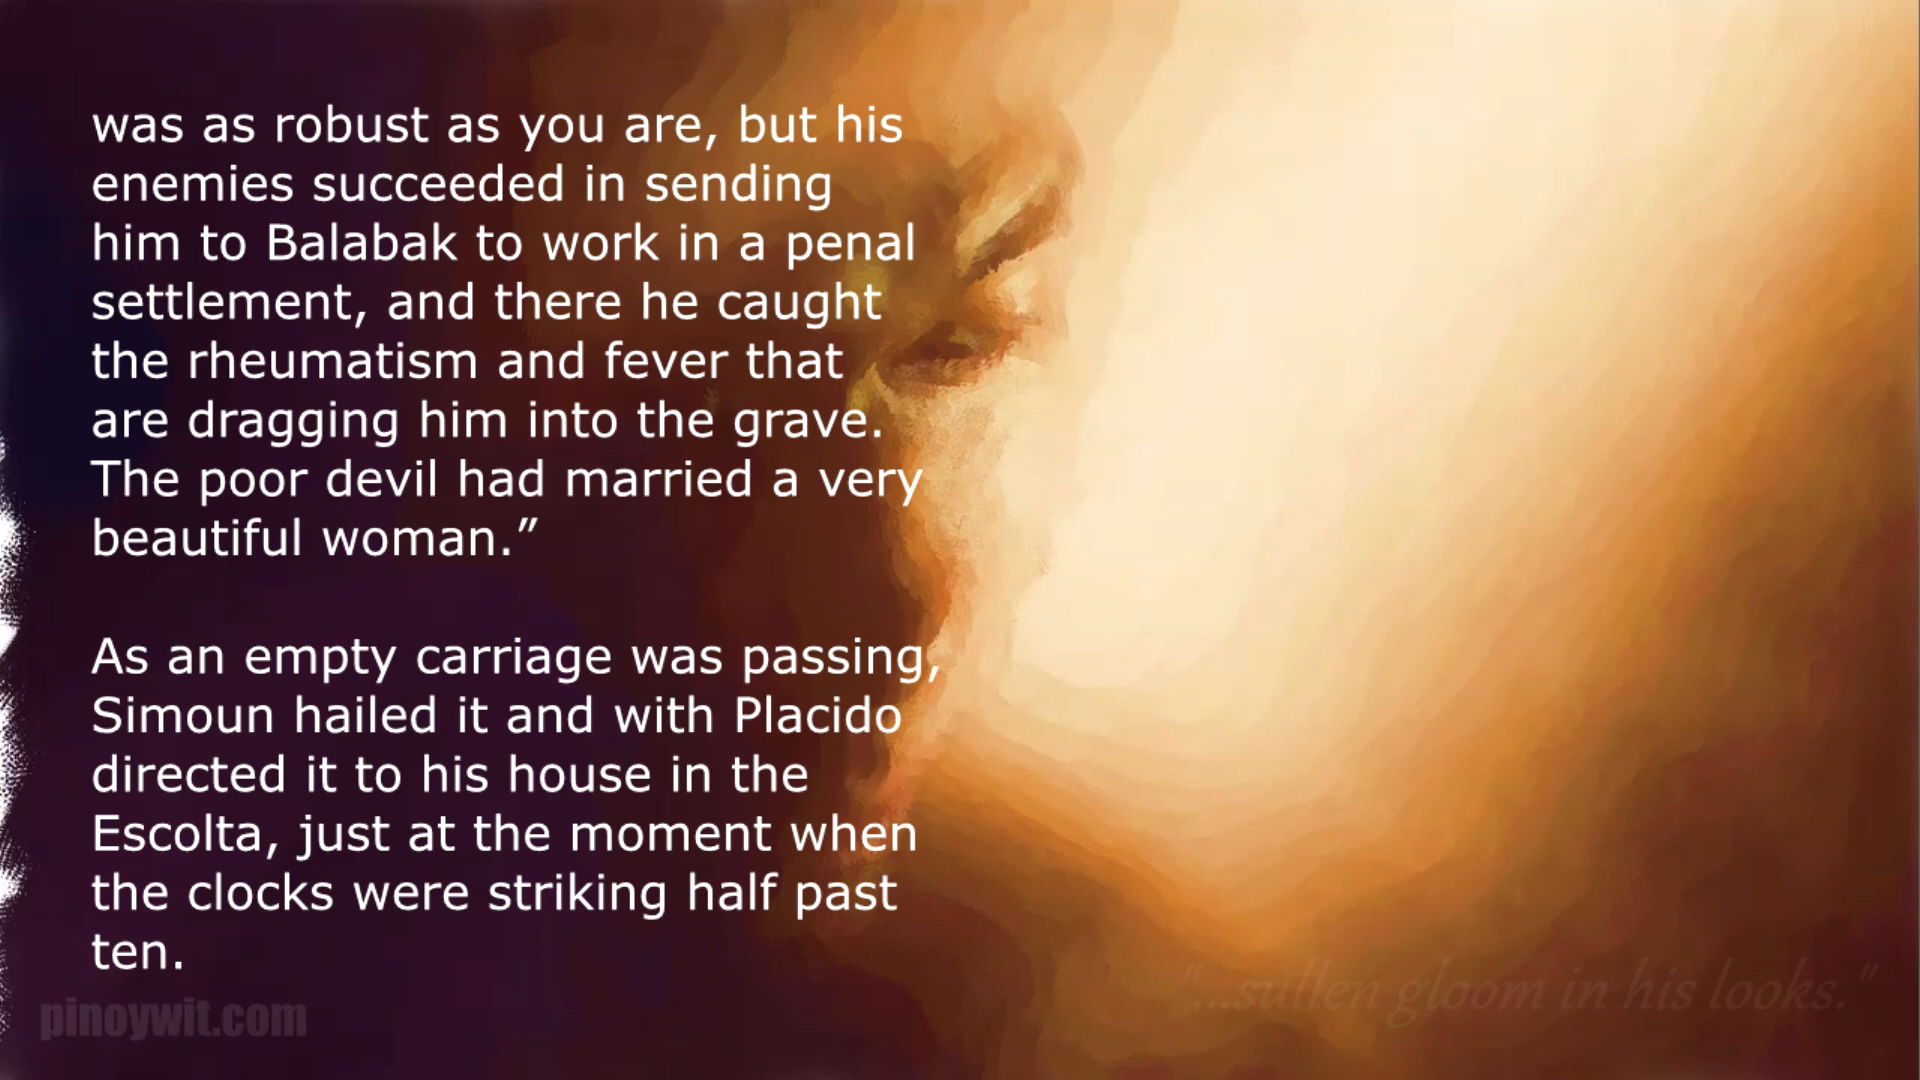 was as robust as you are, but his
enemies succeeded in sending
him to Balabak to work in a penal
settlement, and there he caught
the rheumatism and fever that
are dragging him into the grave.
The poor devil had married a very
beautiful woman.”
As an empty carriage was passing,
Simoun hailed it and with Placido
directed it to his house in the
Escolta, just at the moment when
the clocks were striking half past
ten.
pinoywit.com
"...sullen gloom in his looks."